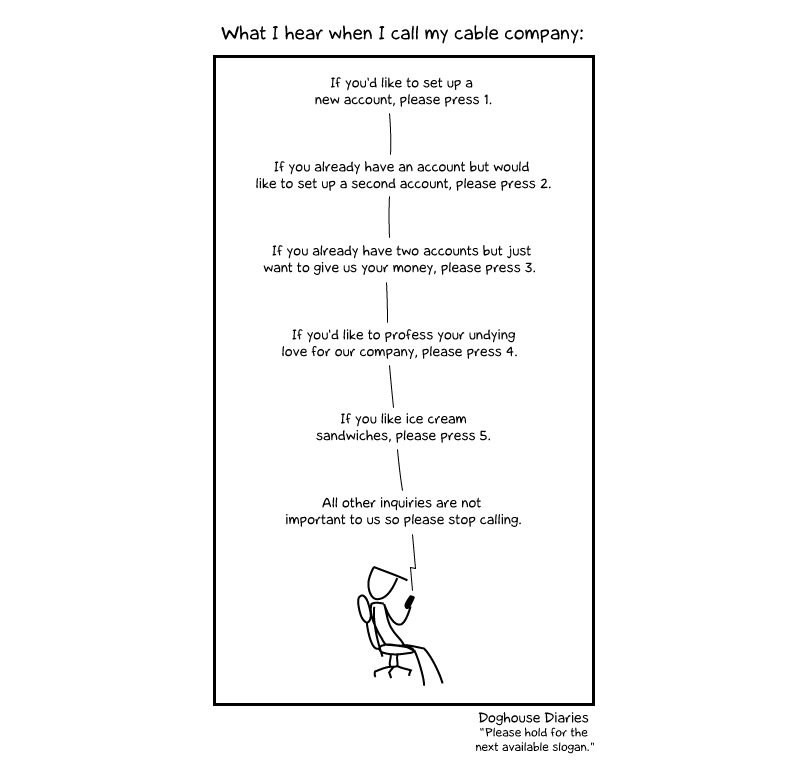 What I hear when I call my cable company:
If you'd like to set up a
new account, please press 1.
If you already have an account but would
like to set up a second account, please press 2.
If you already have two accounts but just
want to give us your money, please press 3.
If you'd like to profess your undying
love for our company, please press 4.
If you like ice cream
sandwiches, please press 5.
All other inquiries are not
important to us so please stop calling.
Doghouse Diaries
"Please hold for the
next available slogan."